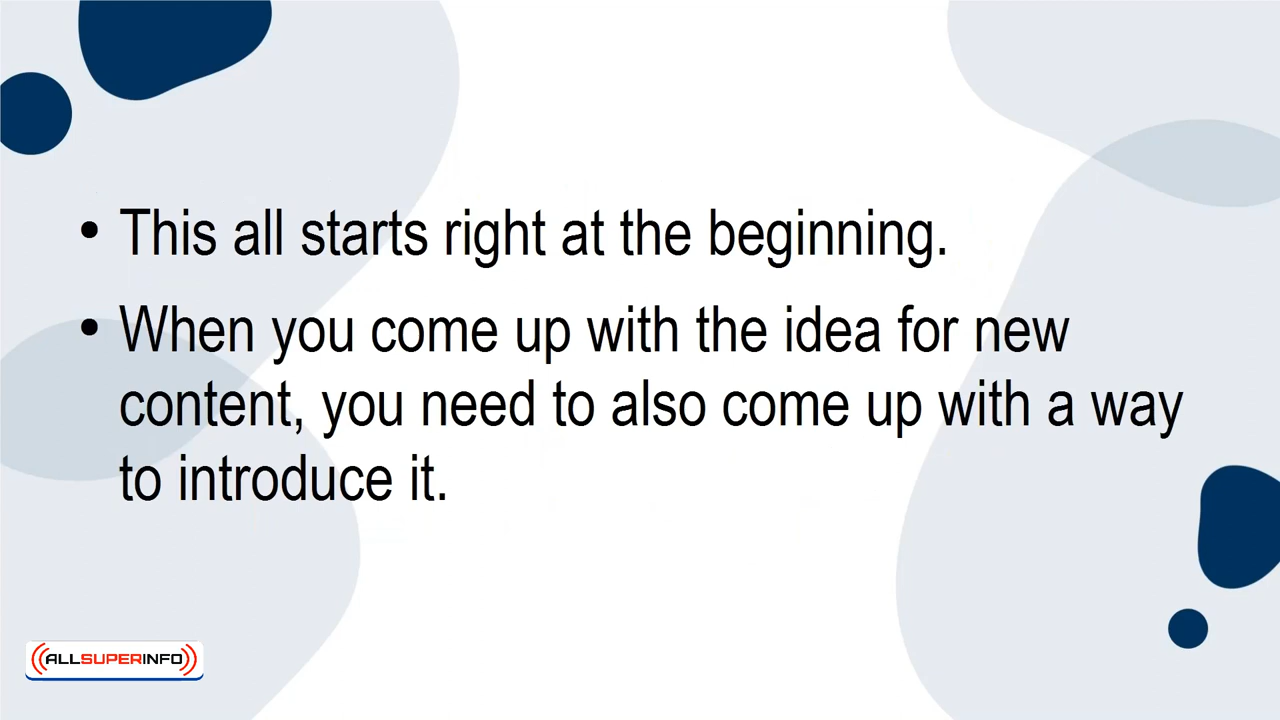 • This all starts right at the beginning.
• When you come up with the idea for new
content, you need to also come up with a way
to introduce it.
ALLSUPERINFO